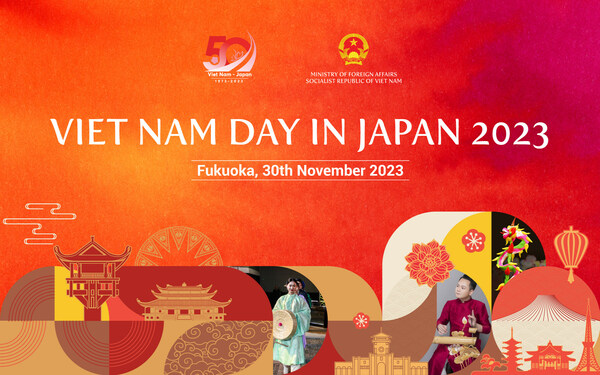 50
Viet Nam - Japan
1973-2023
MINISTRY OF FOREIGN AFFAIRS
SOCIALIST REPUBLIC OF VIET NAM
VIET NAM DAY IN JAPAN 2023
Fukuoka, 30th November 2023